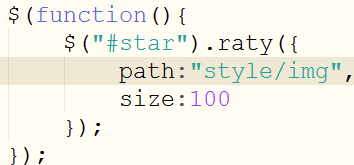 $(function(){
    $("#star").raty({
        path:"style/img",
        size:100
    });
});